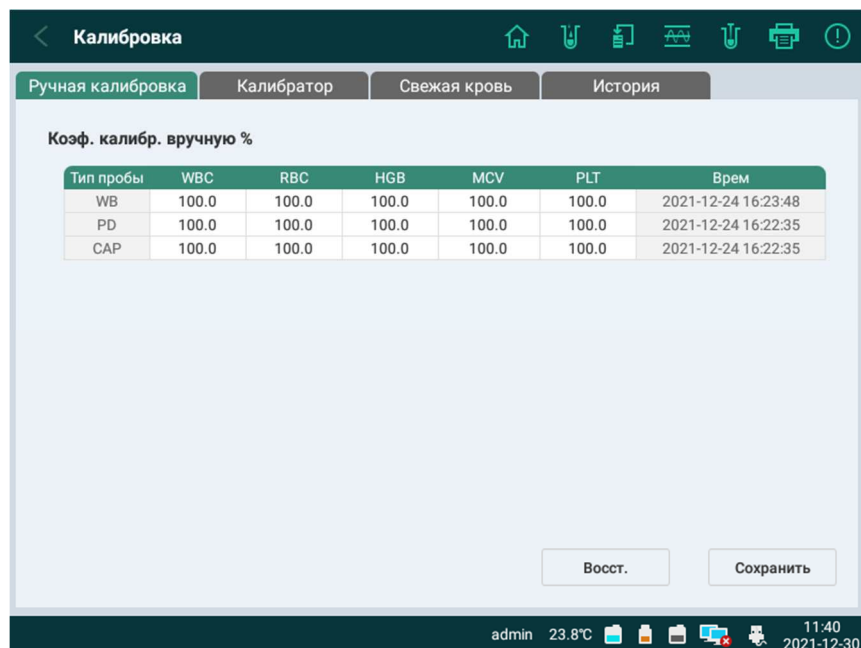 Калибровка
Ручная калибровка Калибратор Свежая кровь История
Коэф. калибр. вручную %
Тип пробы WBC RBC HGB MCV PLT Врем
WB 100.0 100.0 100.0 100.0 100.0 2021-12-24 16:23:48
PD 100.0 100.0 100.0 100.0 100.0 2021-12-24 16:22:35
CAP 100.0 100.0 100.0 100.0 100.0 2021-12-24 16:22:35
Восст. Сохранить
admin 23.8°C 11:40
2021-12-30